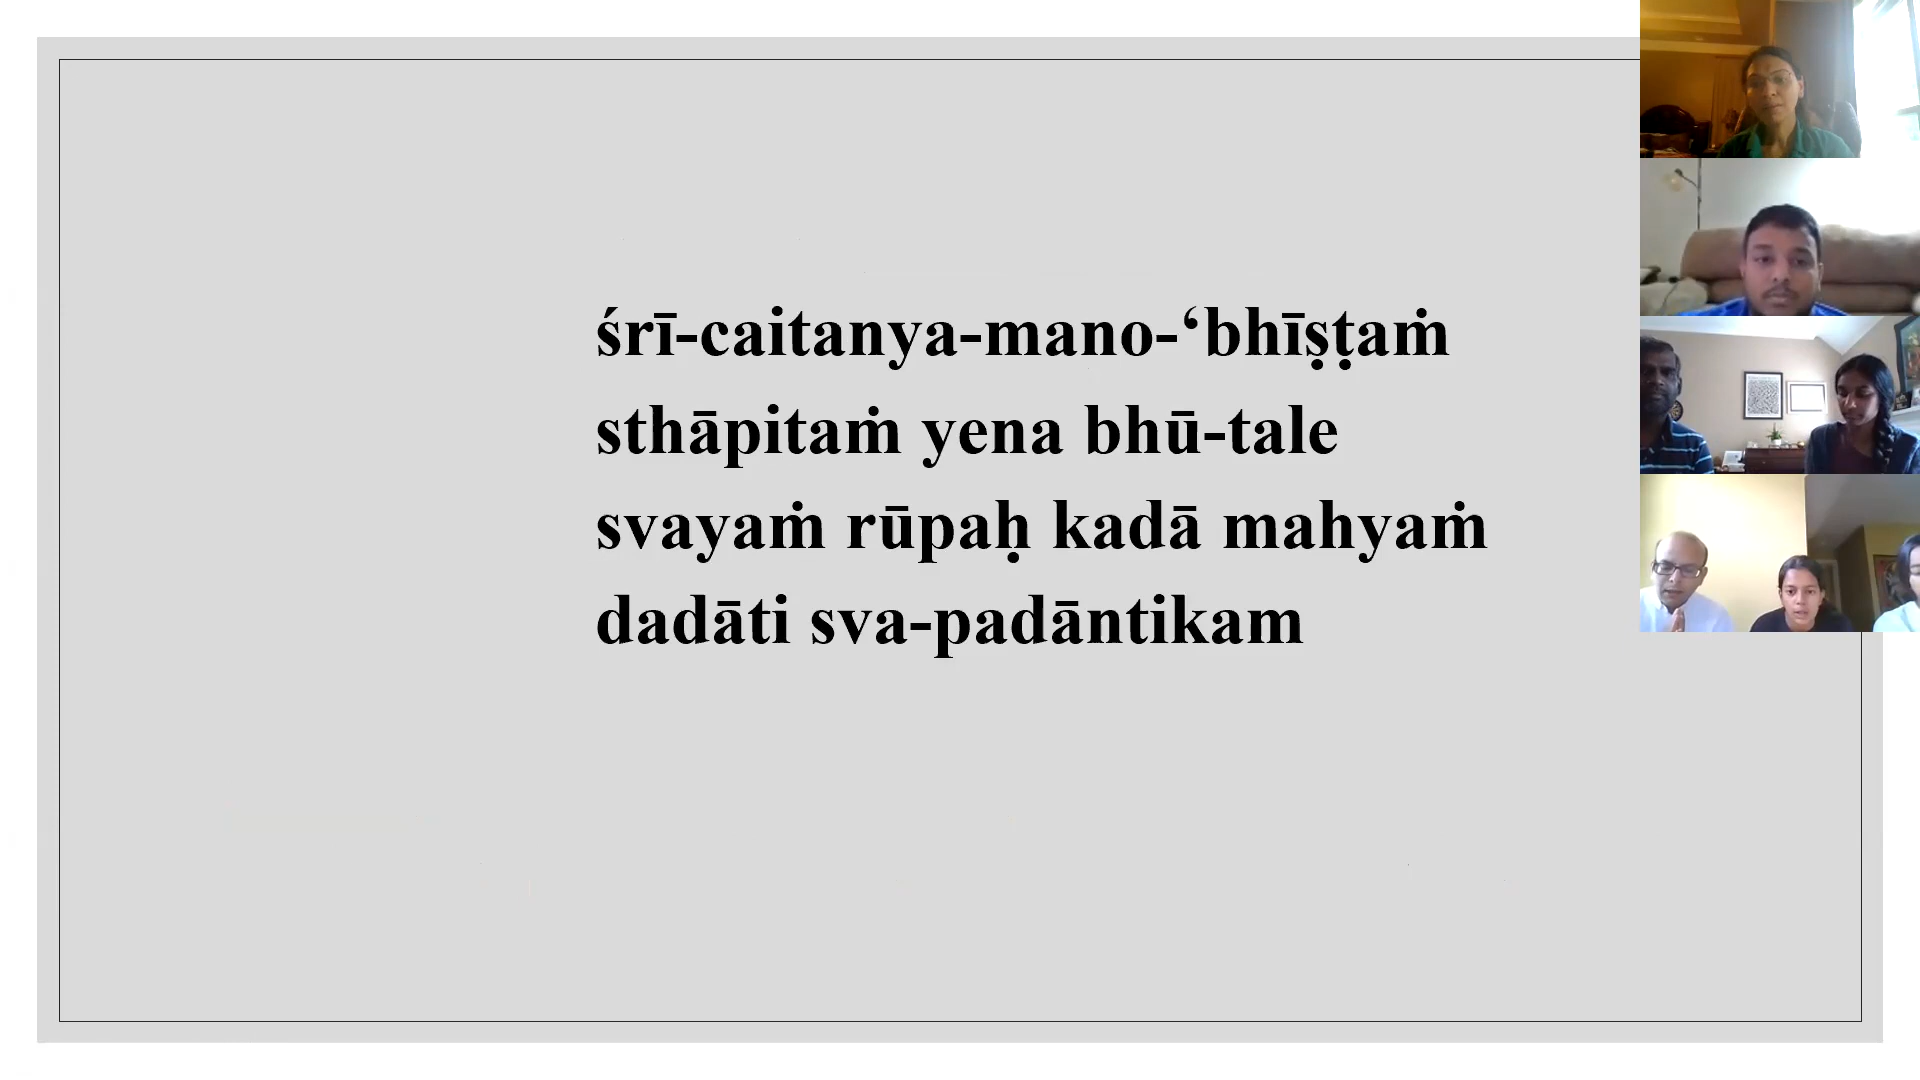 śrī-caitanya-mano-‘bhīṣṭaṁ
sthāpitaṁ yena bhū-tale
svayaṁ rūpaḥ kadā mahyaṁ
dadāti sva-padāntikam